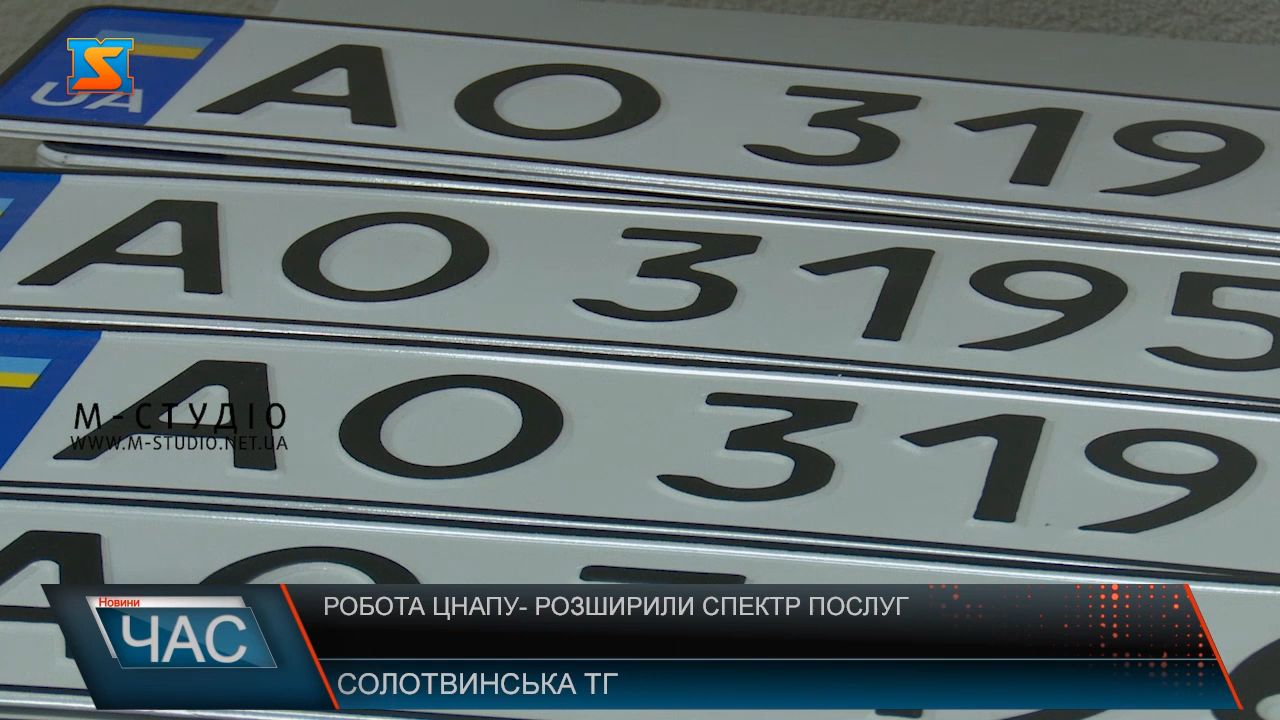 UA
AO 319
AO 3195
AO 319
М-СТУДІО
WWW.M-STUDIO.NET.UA
Новини
ЧАС
РОБОТА ЦНАПУ- РОЗШИРИЛИ СПЕКТР ПОСЛУГ
СОЛОТВИНСЬКА ТГ